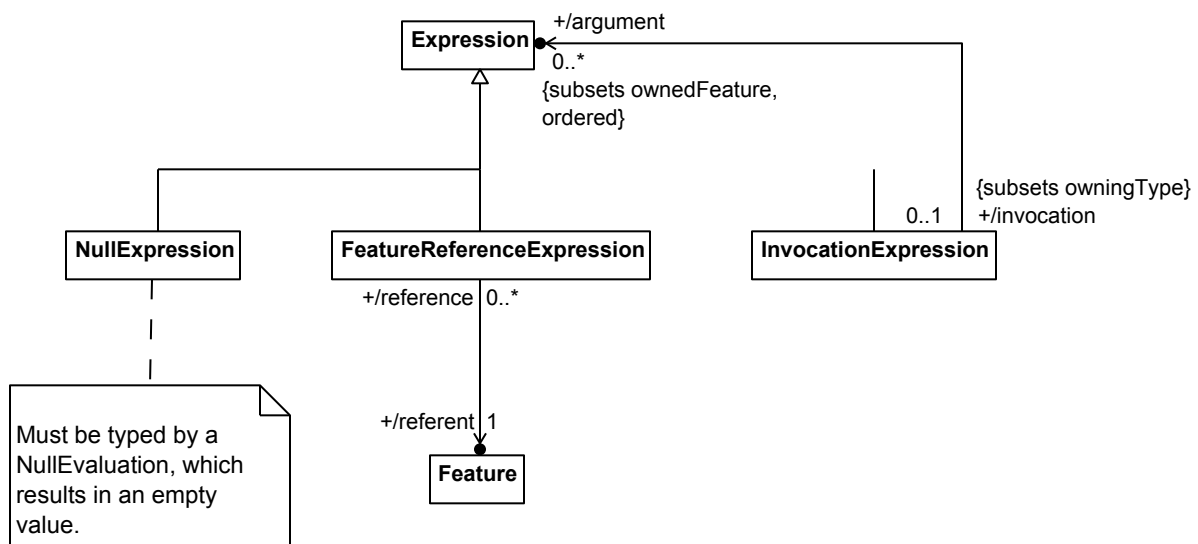 +/argument
Expression
0..*
{subsets ownedFeature,
ordered}
{subsets owningType}
0..1
+/invocation
NullExpression
FeatureReferenceExpression
InvocationExpression
+/reference
0..*
+/referent
1
Feature
Must be typed by a
NullEvaluation, which
results in an empty
value.